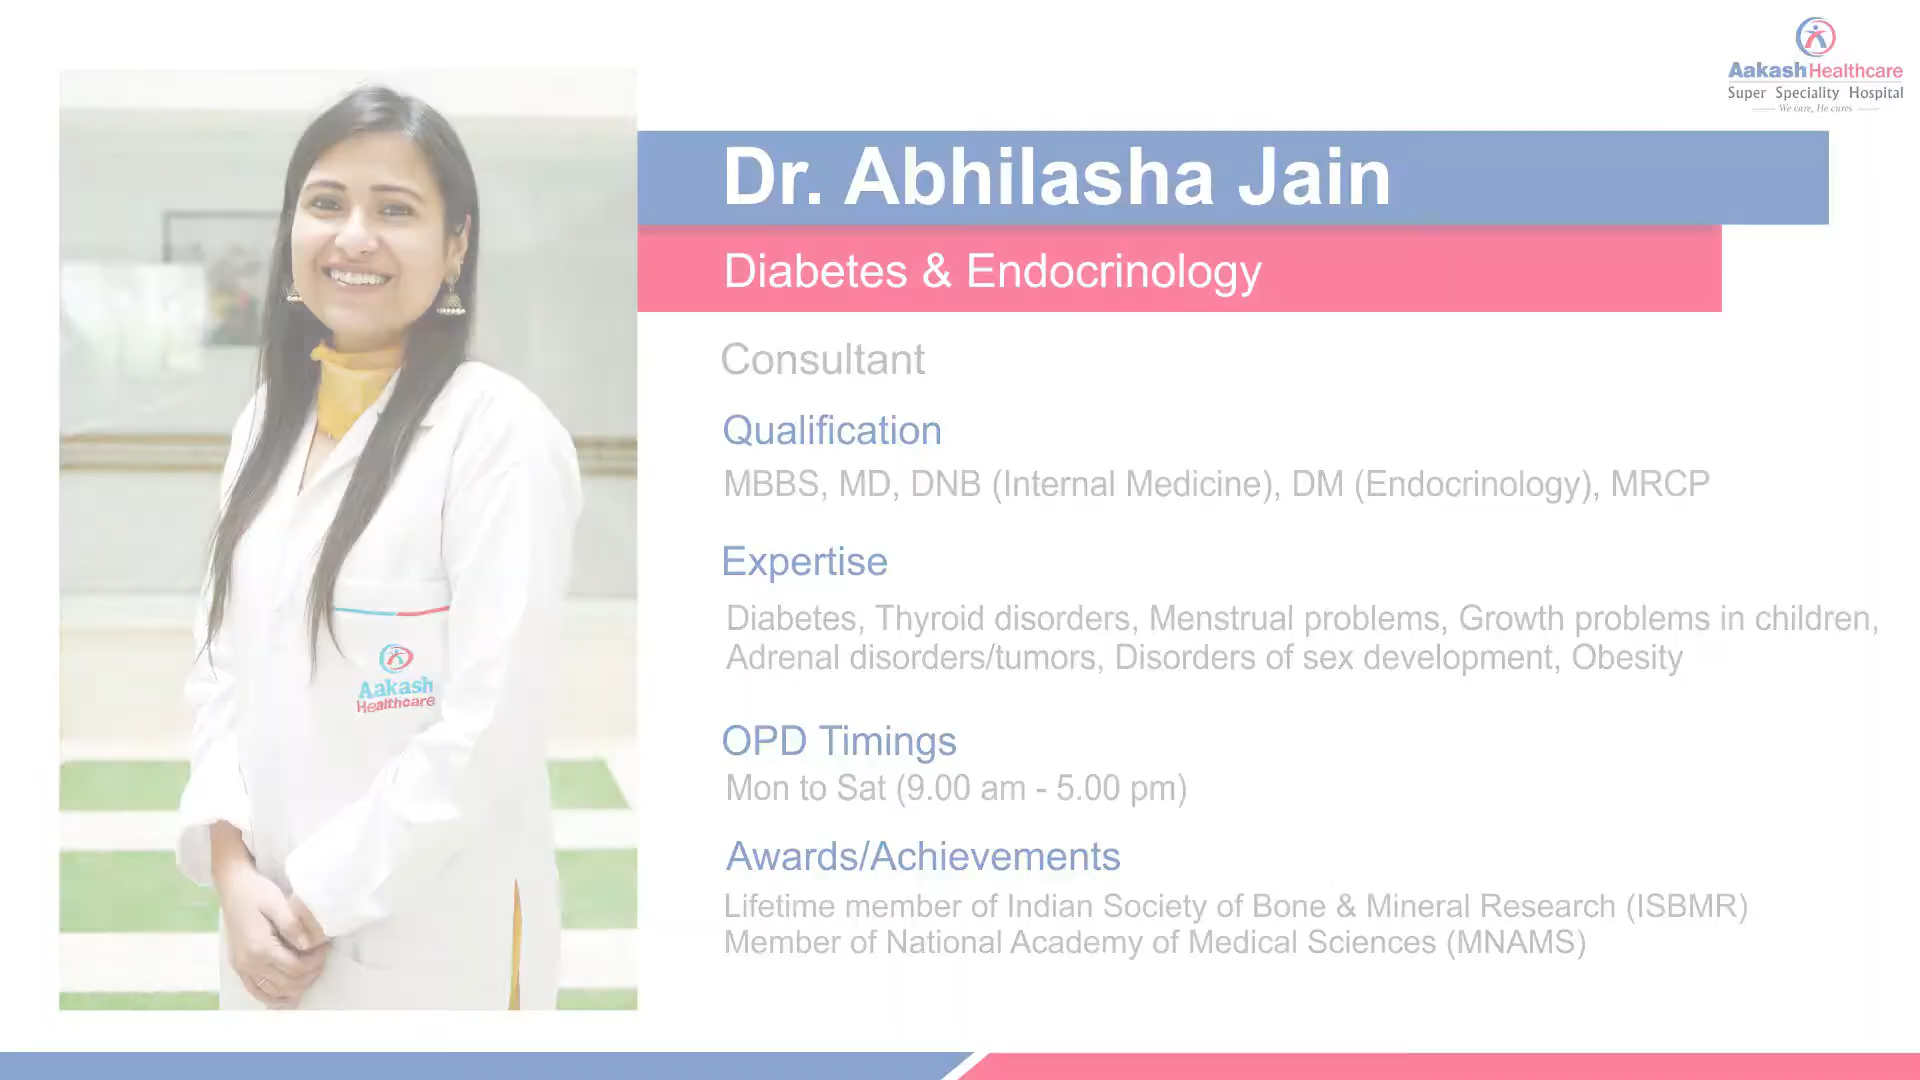 Aakash Healthcare
Super Speciality Hospital
We care, He cures
Dr. Abhilasha Jain
Diabetes & Endocrinology
Consultant
Qualification
MBBS, MD, DNB (Internal Medicine), DM (Endocrinology), MRCP
Expertise
Diabetes, Thyroid disorders, Menstrual problems, Growth problems in children,
Adrenal disorders/tumors, Disorders of sex development, Obesity
OPD Timings
Mon to Sat (9.00 am - 5.00 pm)
Awards/Achievements
Lifetime member of Indian Society of Bone & Mineral Research (ISBMR)
Member of National Academy of Medical Sciences (MNAMS)
Aakash
Healthcare